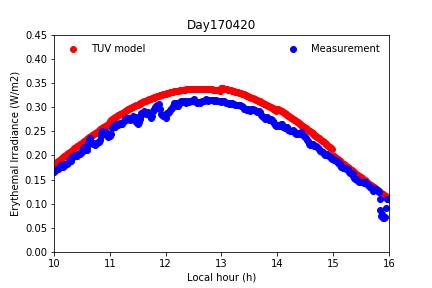 Day170420
TUV model
Measurement
Erythemal Irradiance (W/m2)
0.45
0.40
0.35
0.30
0.25
0.20
0.15
0.10
0.05
0.00
10 11 12 13 14 15 16
Local hour (h)